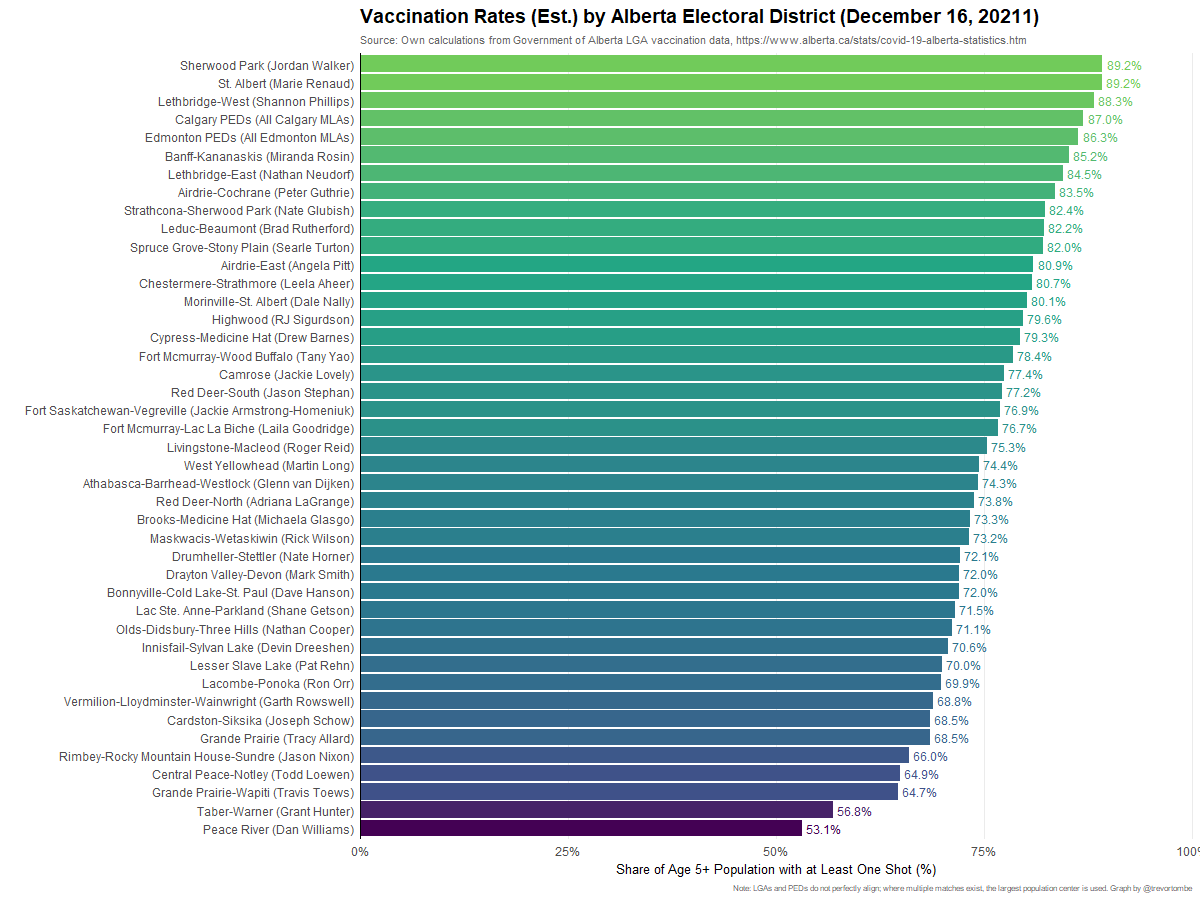 Vaccination Rates (Est.) by Alberta Electoral District (December 16, 20211)
Source: Own calculations from Government of Alberta LGA vaccination data, https://www.alberta.ca/stats/covid-19-alberta-statistics.htm
Sherwood Park (Jordan Walker) 89.2%
St. Albert (Marie Renaud) 89.2%
Lethbridge-West (Shannon Phillips) 88.3%
Calgary PEDs (All Calgary MLAs) 87.0%
Edmonton PEDs (All Edmonton MLAs) 86.3%
Banff-Kananaskis (Miranda Rosin) 85.2%
Lethbridge-East (Nathan Neudorf) 84.5%
Airdrie-Cochrane (Peter Guthrie) 83.5%
Strathcona-Sherwood Park (Nate Glubish) 82.4%
Leduc-Beaumont (Brad Rutherford) 82.2%
Spruce Grove-Stony Plain (Searle Turton) 82.0%
Airdrie-East (Angela Pitt) 80.9%
Chestermere-Strathmore (Leela Aheer) 80.7%
Morinville-St. Albert (Dale Nally) 80.1%
Highwood (RJ Sigurdson) 79.6%
Cypress-Medicine Hat (Drew Barnes) 79.3%
Fort Mcmurray-Wood Buffalo (Tany Yao) 78.4%
Camrose (Jackie Lovely) 77.4%
Red Deer-South (Jason Stephan) 77.2%
Fort Saskatchewan-Vegreville (Jackie Armstrong-Homeniuk) 76.9%
Fort Mcmurray-Lac La Biche (Laila Goodridge) 76.7%
Livingstone-Macleod (Roger Reid) 75.3%
West Yellowhead (Martin Long) 74.4%
Athabasca-Barrhead-Westlock (Glenn van Dijken) 74.3%
Red Deer-North (Adriana LaGrange) 73.8%
Brooks-Medicine Hat (Michaela Glasgo) 73.3%
Maskwacis-Wetaskiwin (Rick Wilson) 73.2%
Drumheller-Stettler (Nate Horner) 72.1%
Drayton Valley-Devon (Mark Smith) 72.0%
Bonnyville-Cold Lake-St. Paul (Dave Hanson) 72.0%
Lac Ste. Anne-Parkland (Shane Getson) 71.5%
Olds-Didsbury-Three Hills (Nathan Cooper) 71.1%
Innisfail-Sylvan Lake (Devin Dreeshen) 70.6%
Lesser Slave Lake (Pat Rehn) 70.0%
Lacombe-Ponoka (Ron Orr) 69.9%
Vermilion-Lloydminster-Wainwright (Garth Rowswell) 68.8%
Cardston-Siksika (Joseph Schow) 68.5%
Grande Prairie (Tracy Allard) 68.5%
Rimbey-Rocky Mountain House-Sundre (Jason Nixon) 66.0%
Central Peace-Notley (Todd Loewen) 64.9%
Grande Prairie-Wapiti (Travis Toews) 64.7%
Taber-Warner (Grant Hunter) 56.8%
Peace River (Dan Williams) 53.1%
0% 25% 50% 75% 100%
Share of Age 5+ Population with at Least One Shot (%)
Note: LGAs and PEDs do not perfectly align; where multiple matches exist, the largest population center is used. Graph by @trevortombe